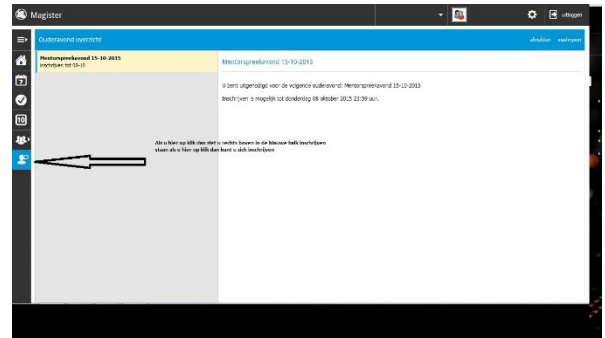 Magister
uitloggen
Ouderavond overzicht
afmelden
Mentorspreekavond 15-10-2015
Inschrijven tot 08-10
Mentorspreekavond 15-10-2015
U bent uitgenodigd voor de volgende ouderavond: Mentorspreekavond 15-10-2015
Inschrijven is mogelijk tot donderdag 08 oktober 2015 23:59 uur.
7
10
Als u hier op klik dan ziet u rechts boven in de blauwe balk inschrijven
staan als u hier op klik dan kunt u zich inschrijven